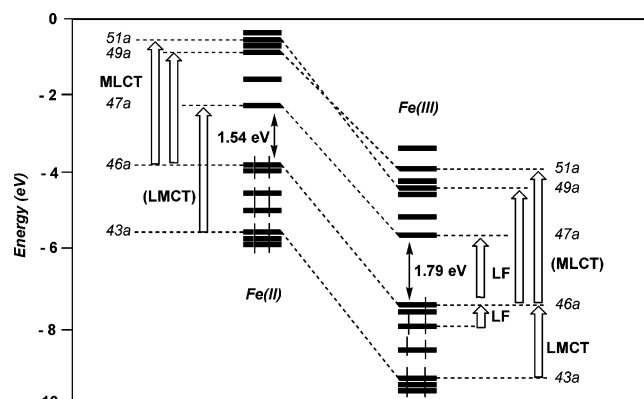 0
51a
49a
MLCT
- 2
47a
Fe(III)
1.54 eV
- 4
46a
51a
49a
(LMCT)
Energy (eV)
43a
47a
- 6
(MLCT)
LF
1.79 eV
Fe(II)
46a
- 8
LF
LMCT
43a